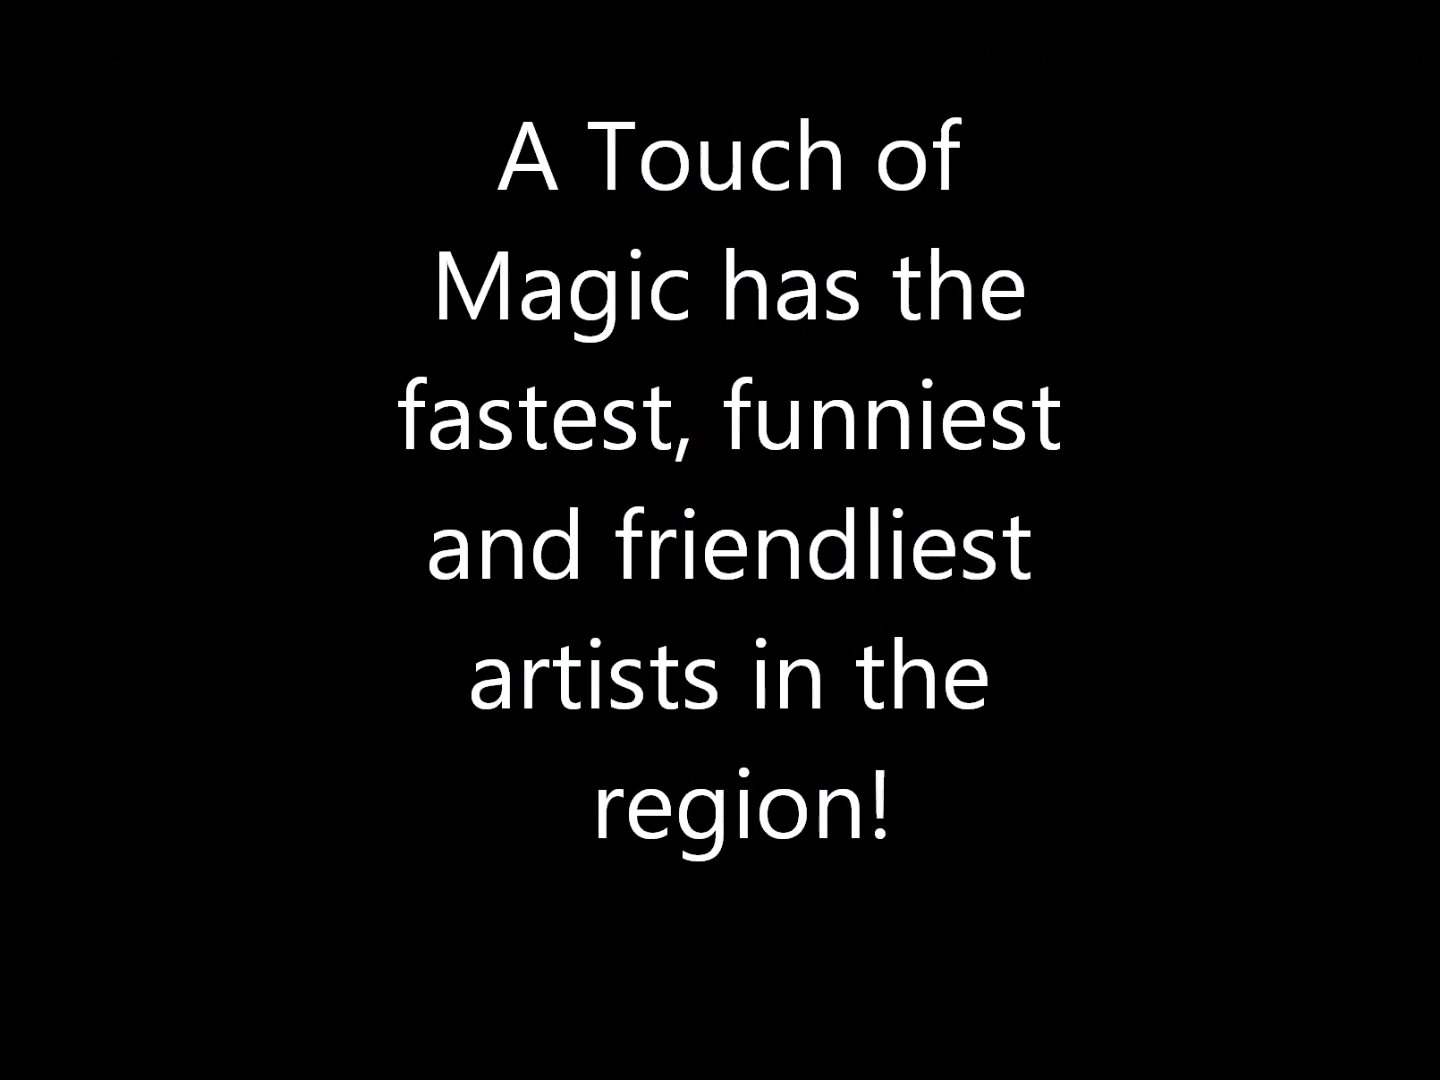 A Touch of
Magic has the
fastest, funniest
and friendliest
artists in the
region!